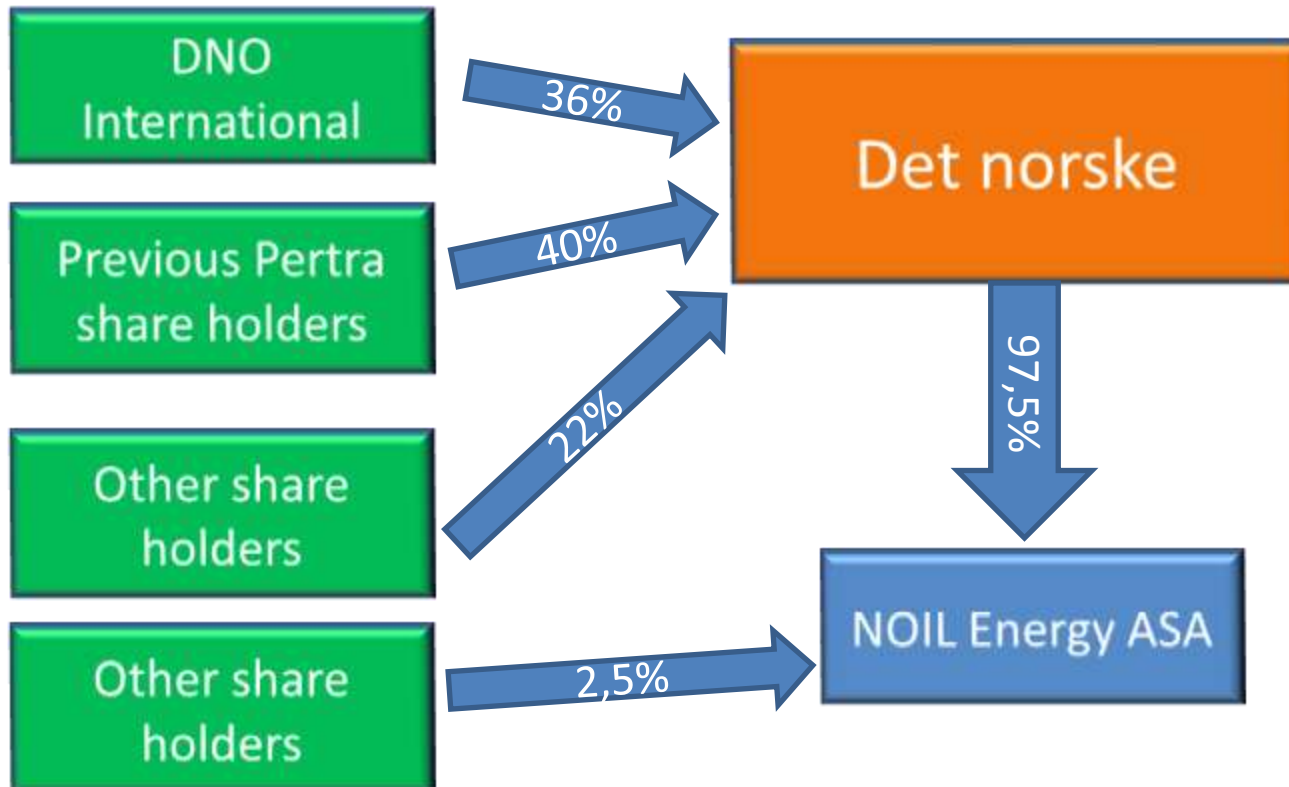 DNO
International
36%
Det norske
Previous Pertra
share holders
40%
22%
97,5%
Other share
holders
NOIL Energy ASA
Other share
holders
2,5%